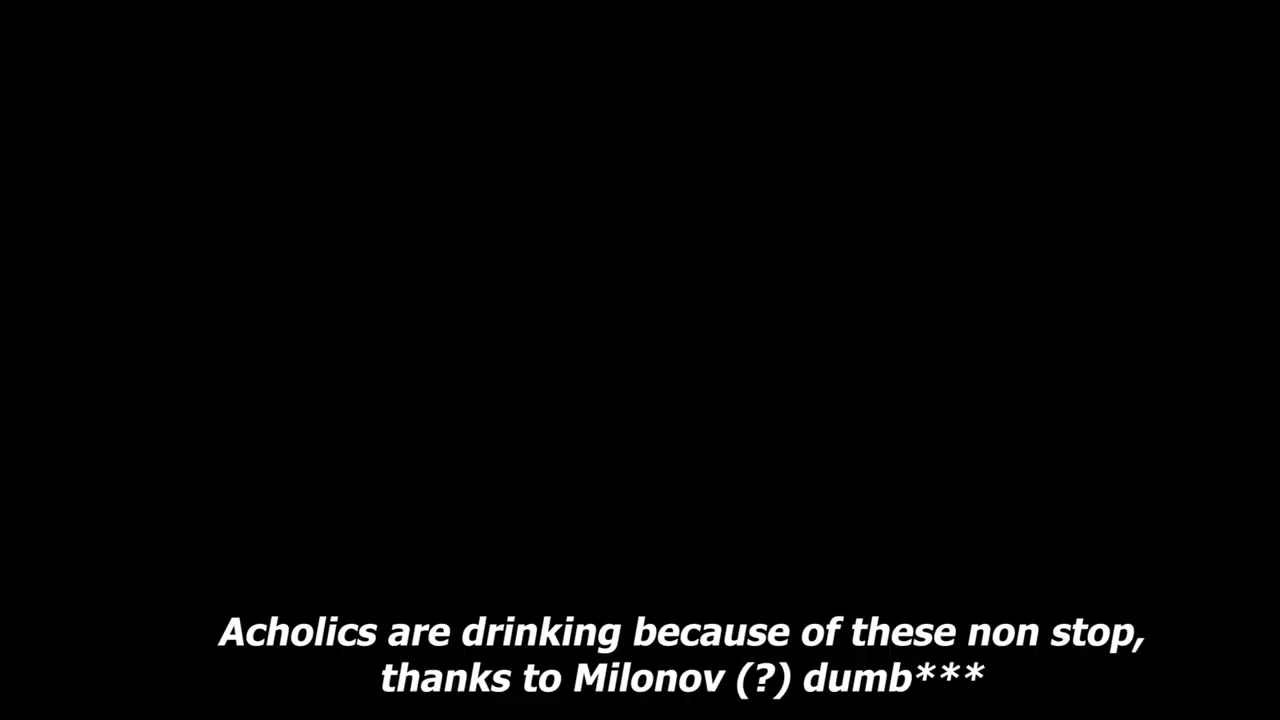 Acholics are drinking because of these non stop,
thanks to Milonov (?) dumb***